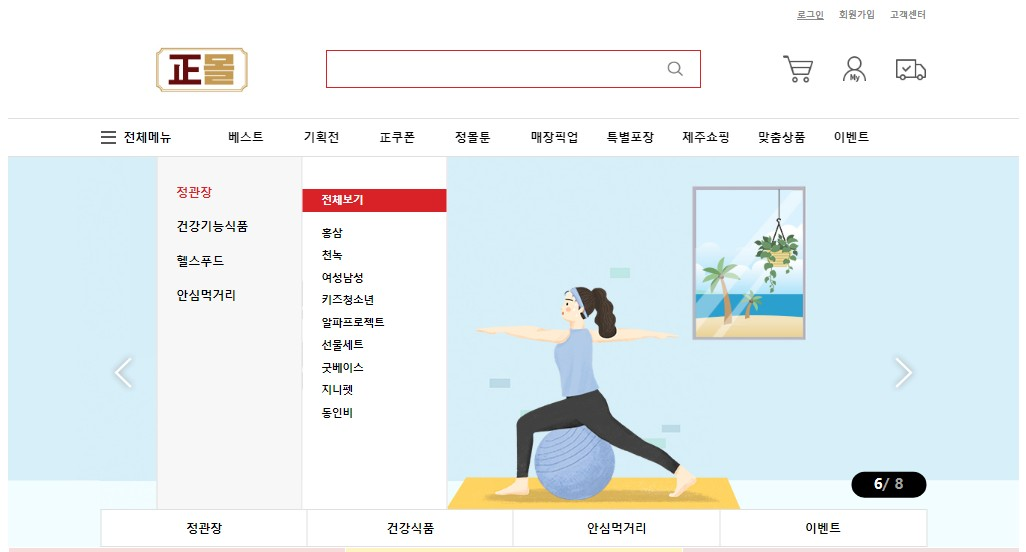 로그인 회원가입 고객센터
正몰
My
전체메뉴 베스트 기획전 正쿠폰 정몰툰 매장픽업 특별포장 제주쇼핑 맞춤상품 이벤트
정관장
건강기능식품
헬스푸드
안심먹거리
전체보기
홍삼
천녹
여성남성
키즈청소년
알파프로젝트
선물세트
굿베이스
지니펫
동인비
6/ 8
정관장 건강식품 안심먹거리 이벤트